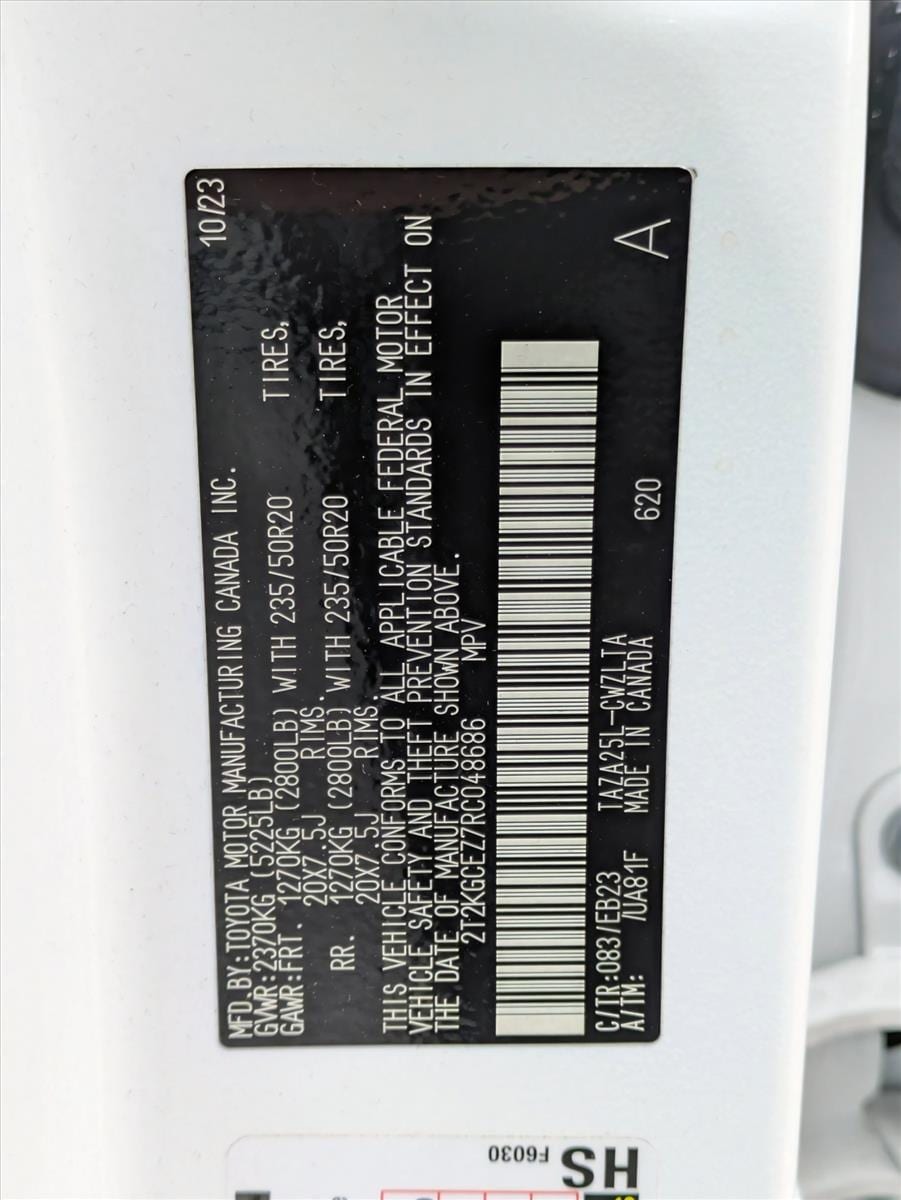 MFD.BY:TOYOTA MOTOR MANUFACTURING CANADA INC. 10/23
GVWR:2370KG (5225LB)
GAWR:FRT. 1270KG (2800LB) WITH 235/50R20 TIRES,
20X7.5J RIMS.
RR. 1270KG (2800LB) WITH 235/50R20 TIRES,
20X7.5J RIMS.
THIS VEHICLE CONFORMS TO ALL APPLICABLE FEDERAL MOTOR
VEHICLE SAFETY AND THEFT PREVENTION STANDARDS IN EFFECT ON
THE DATE OF MANUFACTURE SHOWN ABOVE.
2T2KGCEZ7RC048686 MPV
C/TR:083/EB23 TAZA25L-CWZLTA
A/TM: /UA81F MADE IN CANADA 620 A
HS
F6030